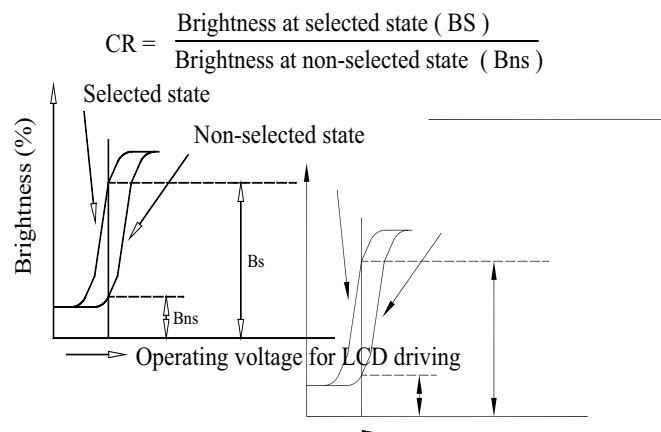 CR = Brightness at selected state ( BS )
Brightness at non-selected state ( Bns )
Selected state
Non-selected state
Brightness (%)
Bs
Bns
Operating voltage for LCD driving